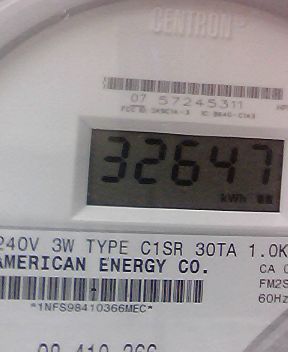 CENTRON
07 57245311
32647
kWh
240V 3W TYPE C1SR 30TA 1.0K
AMERICAN ENERGY CO.
CA
FM2S
60Hz
*1NFS98410366MEC*